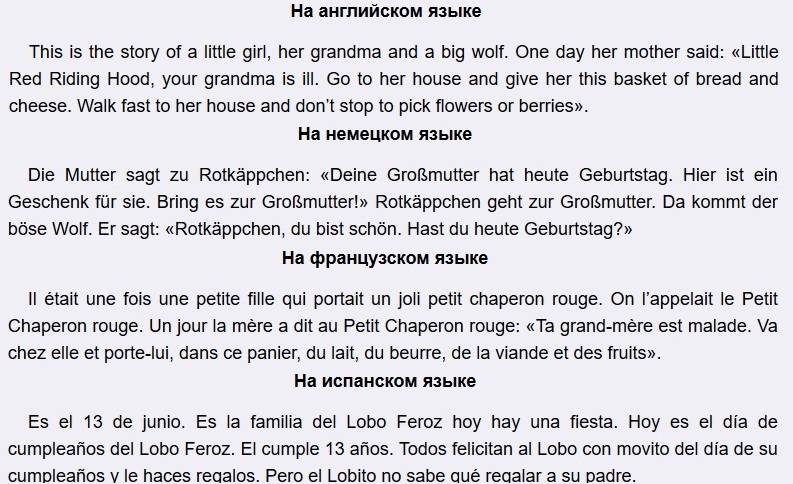 На английском языке
This is the story of a little girl, her grandma and a big wolf. One day her mother said: «Little
Red Riding Hood, your grandma is ill. Go to her house and give her this basket of bread and
cheese. Walk fast to her house and don’t stop to pick flowers or berries».
На немецком языке
Die Mutter sagt zu Rotkäppchen: «Deine Großmutter hat heute Geburtstag. Hier ist ein
Geschenk für sie. Bring es zur Großmutter!» Rotkäppchen geht zur Großmutter. Da kommt der
böse Wolf. Er sagt: «Rotkäppchen, du bist schön. Hast du heute Geburtstag?»
На французском языке
Il était une fois une petite fille qui portait un joli petit chaperon rouge. On l’appelait le Petit
Chaperon rouge. Un jour la mère a dit au Petit Chaperon rouge: «Ta grand-mère est malade. Va
chez elle et porte-lui, dans ce panier, du lait, du beurre, de la viande et des fruits».
На испанском языке
Es el 13 de junio. Es la familia del Lobo Feroz hoy hay una fiesta. Hoy es el día de
cumpleaños del Lobo Feroz. El cumple 13 años. Todos felicitan al Lobo con movito del día de su
cumpleaños y le haces regalos. Pero el Lobito no sabe qué regalar a su padre.